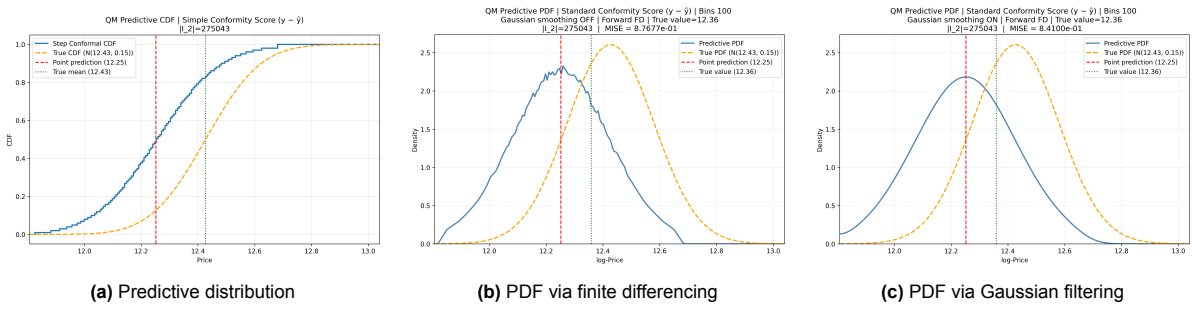 QM Predictive CDF | Simple Conformity Score (y − ŷ)
|I_2|=275043
Step Conformal CDF
True CDF (N(12.43, 0.15))
Point prediction (12.25)
True mean (12.43)
CDF
1.0
0.8
0.6
0.4
0.2
0.0
12.0
12.2
12.4
12.6
12.8
13.0
Price
(a) Predictive distribution
QM Predictive PDF | Standard Conformity Score (y − ŷ) | Bins 100
Gaussian smoothing OFF | Forward FD | True value=12.36
|I_2|=275043 | MISE = 8.7677e-01
Predictive PDF
True PDF (N(12.43, 0.15))
Point prediction (12.25)
True value (12.36)
Density
2.5
2.0
1.5
1.0
0.5
0.0
12.0
12.2
12.4
12.6
12.8
13.0
log-Price
(b) PDF via finite differencing
QM Predictive PDF | Standard Conformity Score (y − ŷ) | Bins 100
Gaussian smoothing ON | Forward FD | True value=12.36
|I_2|=275043 | MISE = 8.4100e-01
Predictive PDF
True PDF (N(12.43, 0.15))
Point prediction (12.25)
True value (12.36)
Density
2.5
2.0
1.5
1.0
0.5
0.0
12.0
12.2
12.4
12.6
12.8
13.0
log-Price
(c) PDF via Gaussian filtering